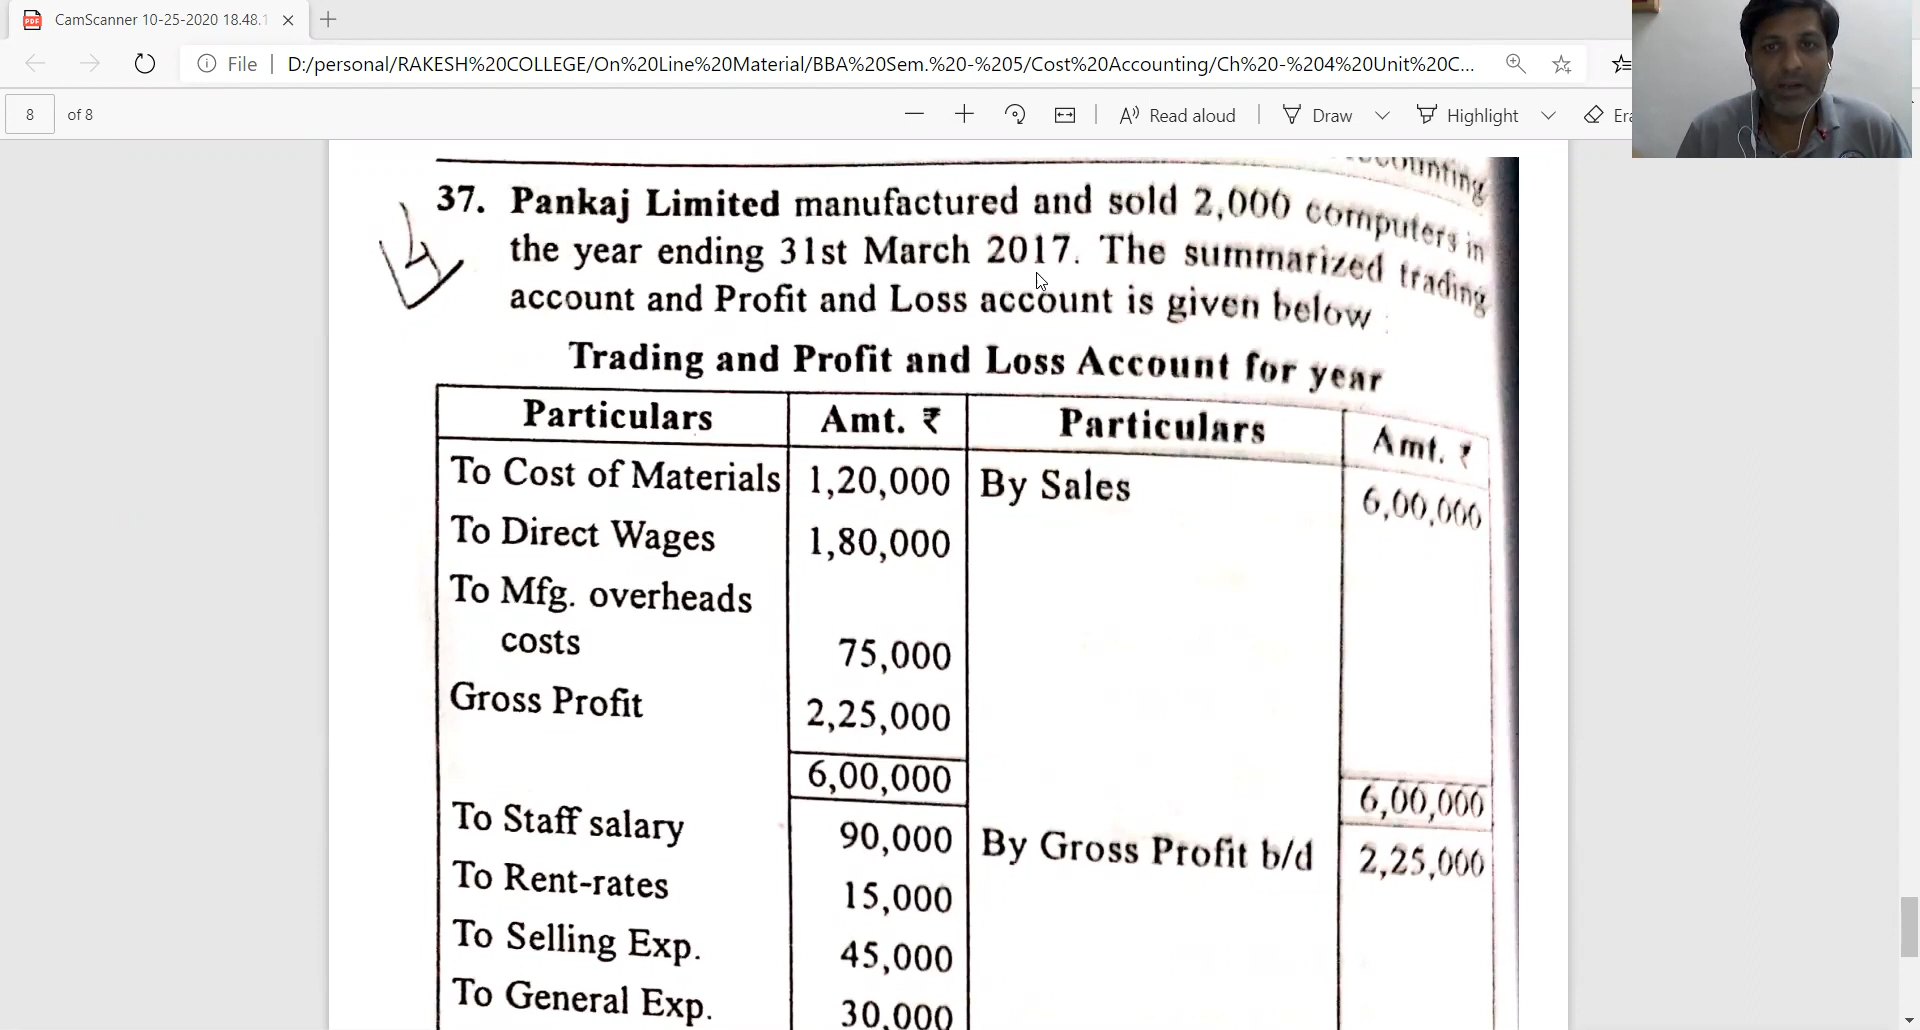 CamScanner 10-25-2020 18.48.1
File
D:/personal/RAKESH%20COLLEGE/On%20Line%20Material/BBA%20Sem.%20-%205/Cost%20Accounting/Ch%20-%204%20Unit%20C...
8 of 8
Read aloud
Draw
Highlight
Era
37. Pankaj Limited manufactured and sold 2,000 computers in
the year ending 31st March 2017. The summarized trading
account and Profit and Loss account is given below :
Trading and Profit and Loss Account for year
Particulars Amt. ₹ Particulars Amt. ₹
To Cost of Materials 1,20,000 By Sales 6,00,000
To Direct Wages 1,80,000
To Mfg. overheads
costs 75,000
Gross Profit 2,25,000
6,00,000 6,00,000
To Staff salary 90,000 By Gross Profit b/d 2,25,000
To Rent-rates 15,000
To Selling Exp. 45,000
To General Exp. 30,000